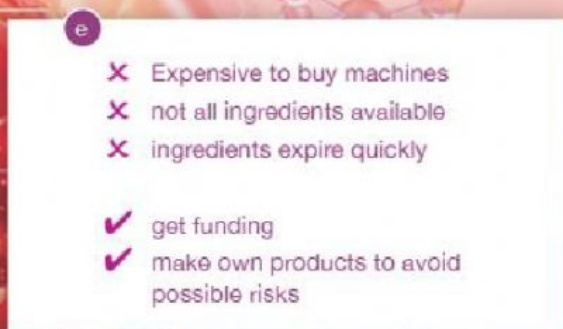 e
✗ Expensive to buy machines
✗ not all ingredients available
✗ ingredients expire quickly
✔ get funding
✔ make own products to avoid
possible risks